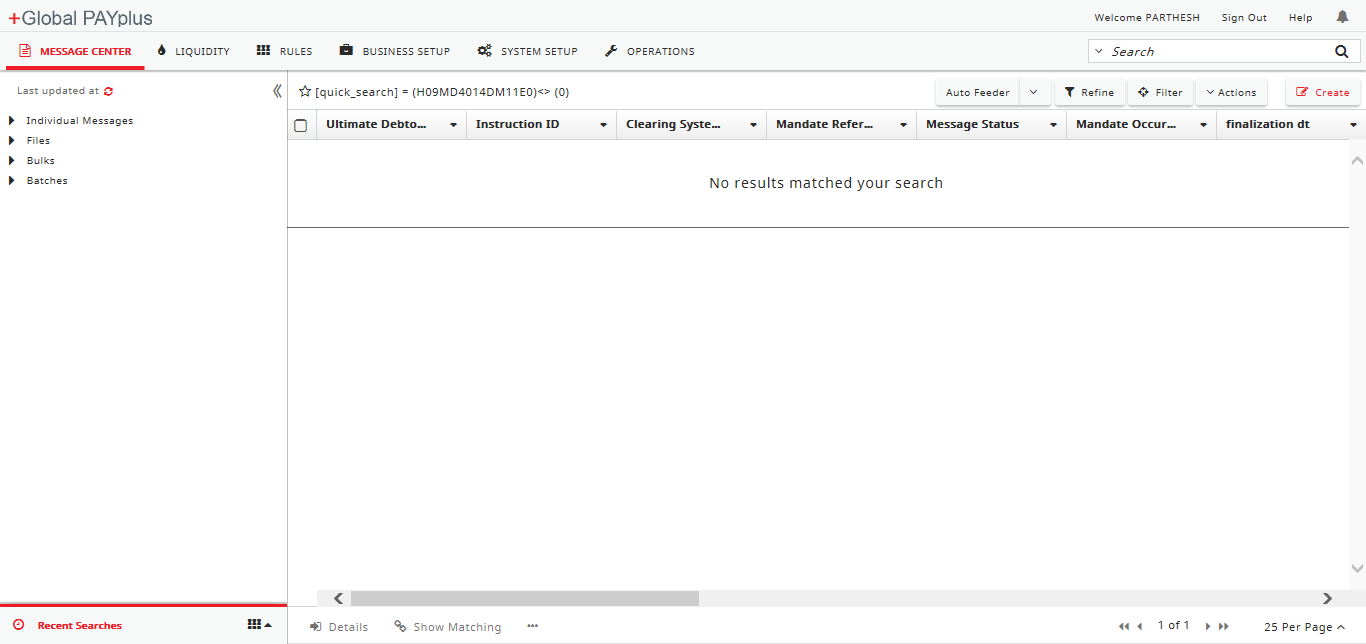 +Global PAYplus
Welcome PARTHESH Sign Out Help
MESSAGE CENTER LIQUIDITY RULES BUSINESS SETUP SYSTEM SETUP OPERATIONS Search
Last updated at
[quick_search] = (H09MD4014DM11E0)<> (0) Auto Feeder Refine Filter Actions Create
Ultimate Debto... Instruction ID Clearing Syste... Mandate Refer... Message Status Mandate Occur... finalization dt
Individual Messages
Files
Bulks
Batches
No results matched your search
Recent Searches
Details Show Matching ... 1 of 1 25 Per Page